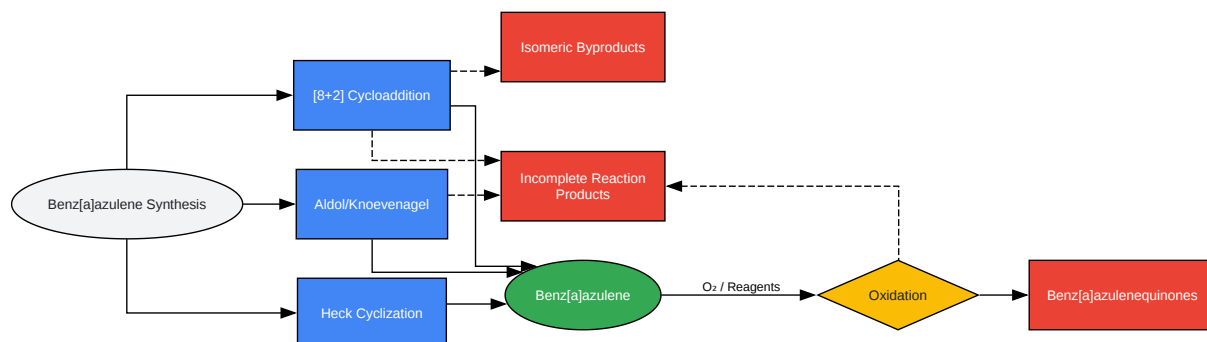 Isomeric Byproducts
[8+2] Cycloaddition
Incomplete Reaction
Products
Benz[a]azulene Synthesis
Aldol/Knoevenagel
Benz[a]azulene
O₂ / Reagents
Oxidation
Benz[a]azulenequinones
Heck Cyclization